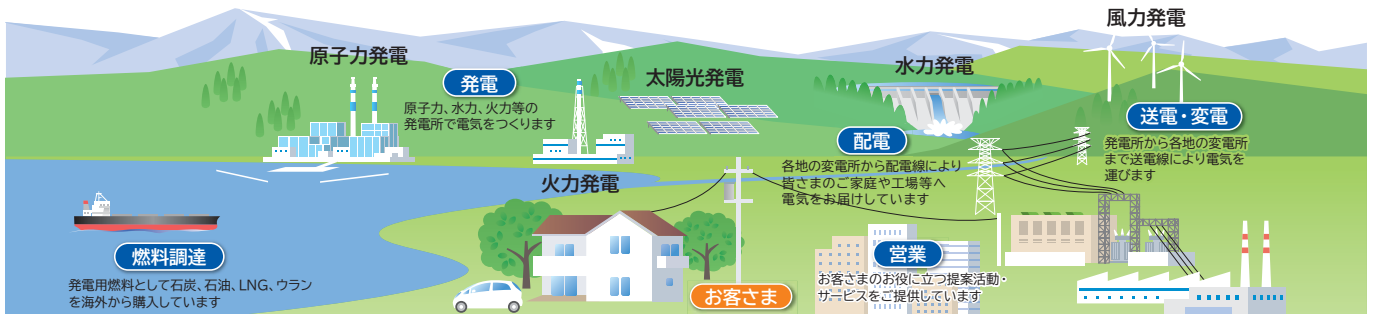 風力発電
原子力発電
発電
原子力、水力、火力等の
発電所で電気をつくります
太陽光発電
水力発電
送電・変電
発電所から各地の変電所
まで送電線により電気を
運びます
配電
各地の変電所から配電線により
皆さまのご家庭や工場等へ
電気をお届けしています
火力発電
燃料調達
発電用燃料として石炭、石油、LNG、ウラン
を海外から購入しています
営業
お客さまのお役に立つ提案活動・
サービスをご提供しています
お客さま